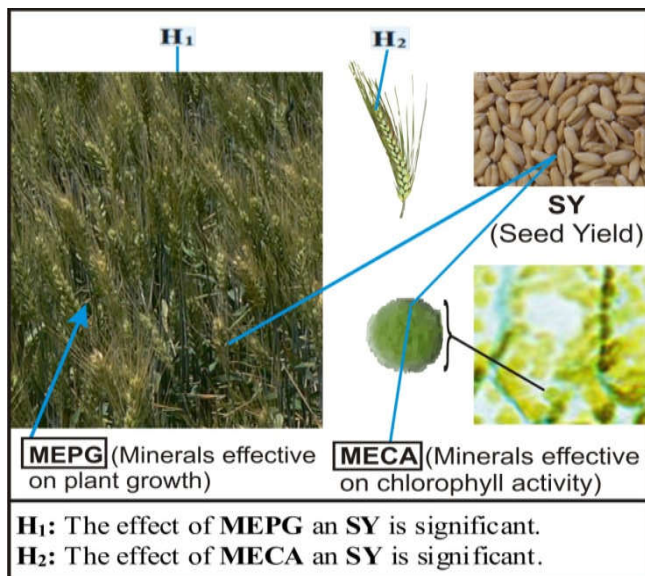 H₁
H₂
SY
(Seed Yield)
MEPG (Minerals effective
on plant growth)
MECA (Minerals effective
on chlorophyll activity)
H₁: The effect of MEPG an SY is significant.
H₂: The effect of MECA an SY is significant.